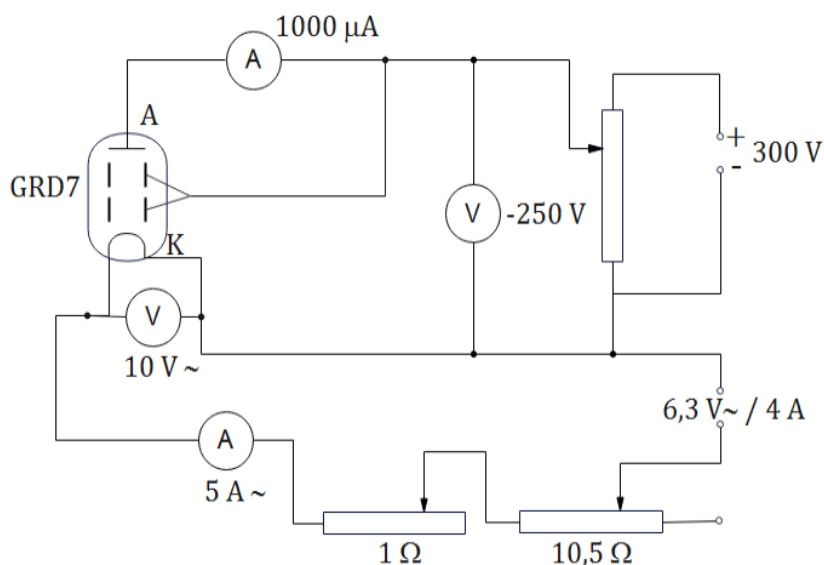 1000 μA
A
A
GRD7
K
V
-250 V
+
-
300 V
V
10 V ~
6,3 V~ / 4 A
A
5 A ~
1 Ω
10,5 Ω